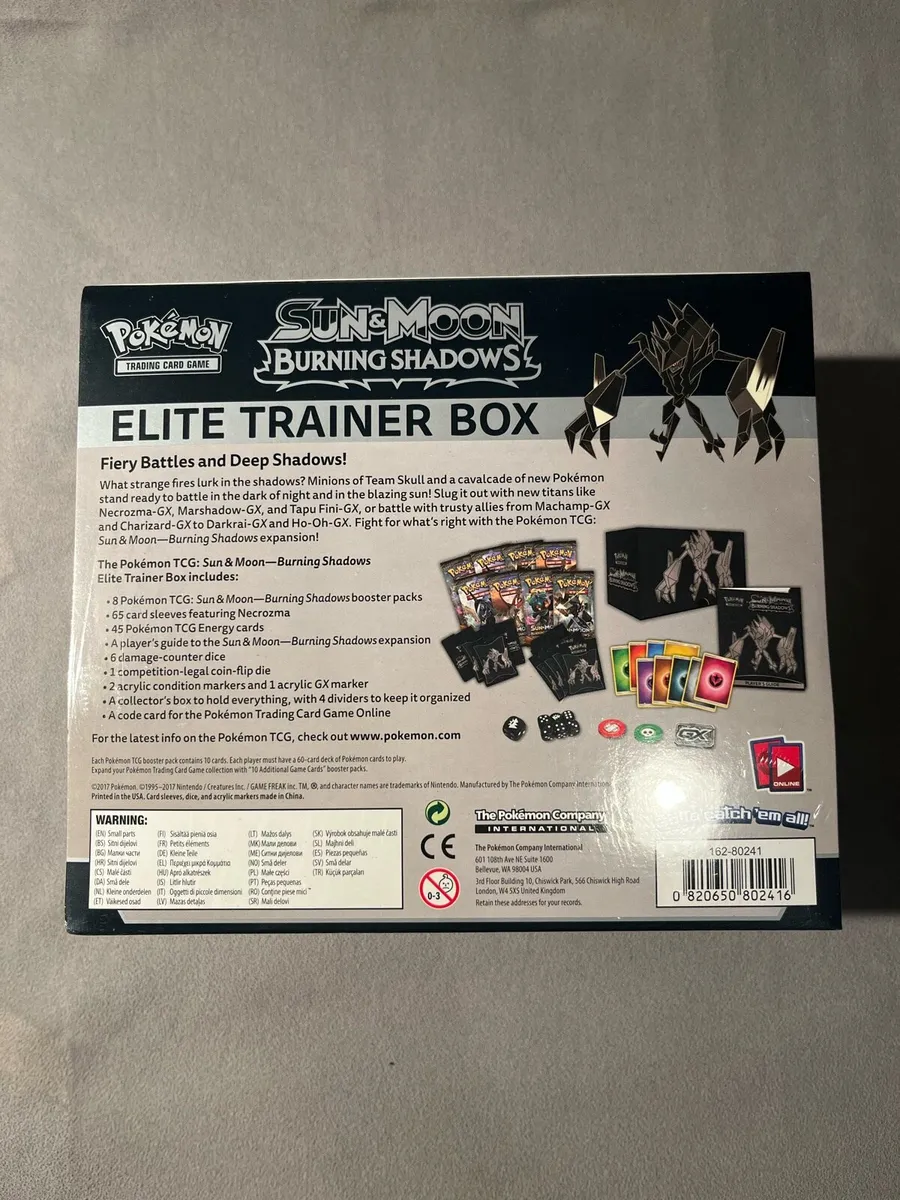 POKéMON
TRADING CARD GAME
SUN & MOON
BURNING SHADOWS
ELITE TRAINER BOX
Fiery Battles and Deep Shadows!
What strange fires lurk in the shadows? Minions of Team Skull and a cavalcade of new Pokémon
stand ready to battle in the dark of night and in the blazing sun! Slug it out with new titans like
Necrozma-GX, Marshadow-GX, and Tapu Fini-GX, or battle with trusty allies from Machamp-GX
and Charizard-GX to Darkrai-GX and Ho-Oh-GX. Fight for what's right with the Pokémon TCG:
Sun & Moon—Burning Shadows expansion!
The Pokémon TCG: Sun & Moon—Burning Shadows
Elite Trainer Box includes:
• 8 Pokémon TCG: Sun & Moon—Burning Shadows booster packs
• 65 card sleeves featuring Necrozma
• 45 Pokémon TCG Energy cards
• A player's guide to the Sun & Moon—Burning Shadows expansion
• 6 damage-counter dice
• 1 competition-legal coin-flip die
• 2 acrylic condition markers and 1 acrylic GX marker
• A collector's box to hold everything, with 4 dividers to keep it organized
• A code card for the Pokémon Trading Card Game Online
For the latest info on the Pokémon TCG, check out www.pokemon.com
Each Pokémon TCG booster pack contains 10 cards. Each player must have a 60-card deck of Pokémon cards to play.
Expand your Pokémon Trading Card Game collection with "10 Additional Game Cards" booster packs.
©2017 Pokémon. ©1995–2017 Nintendo / Creatures Inc. / GAME FREAK inc. TM, ®, and character names are trademarks of Nintendo. Manufactured by The Pokémon Company Internation
Printed in the USA. Card sleeves, dice, and acrylic markers made in China.
GX
ONLINE
WARNING:
(EN) Small parts
(BS) Sitni dijelovi
(BG) Малки части
(HR) Sitni dijelovi
(CS) Malé části
(DA) Små dele
(NL) Kleine onderdelen
(ET) Väikesed osad
(FI) Sisältää pieniä osia
(FR) Petits éléments
(DE) Kleine Teile
(EL) Περιέχει μικρά Κομμάτια
(HU) Apró alkatrészek
(IS) Litlir hlutir
(IT) Oggetti di piccole dimensioni
(LV) Mazas detaļas
(LT) Mažos dalys
(MK) Мали делови
(ME) Ситни дијелови
(NO) Små deler
(PL) Małe części
(PT) Peças pequenas
(RO) Conține piese mici
(SR) Mali delovi
(SK) Výrobok obsahuje malé časti
(SL) Majhni deli
(ES) Piezas pequeñas
(SV) Små delar
(TR) Küçük parçaları
CE
0-3
The Pokémon Company
INTERNATIONAL
The Pokémon Company International
601 108th Ave NE Suite 1600
Bellevue, WA 98004 USA
3rd Floor Building 10, Chiswick Park, 566 Chiswick High Road
London, W4 5XS United Kingdom
Retain these addresses for your records.
catch 'em all!
162-80241
0 820650 802416